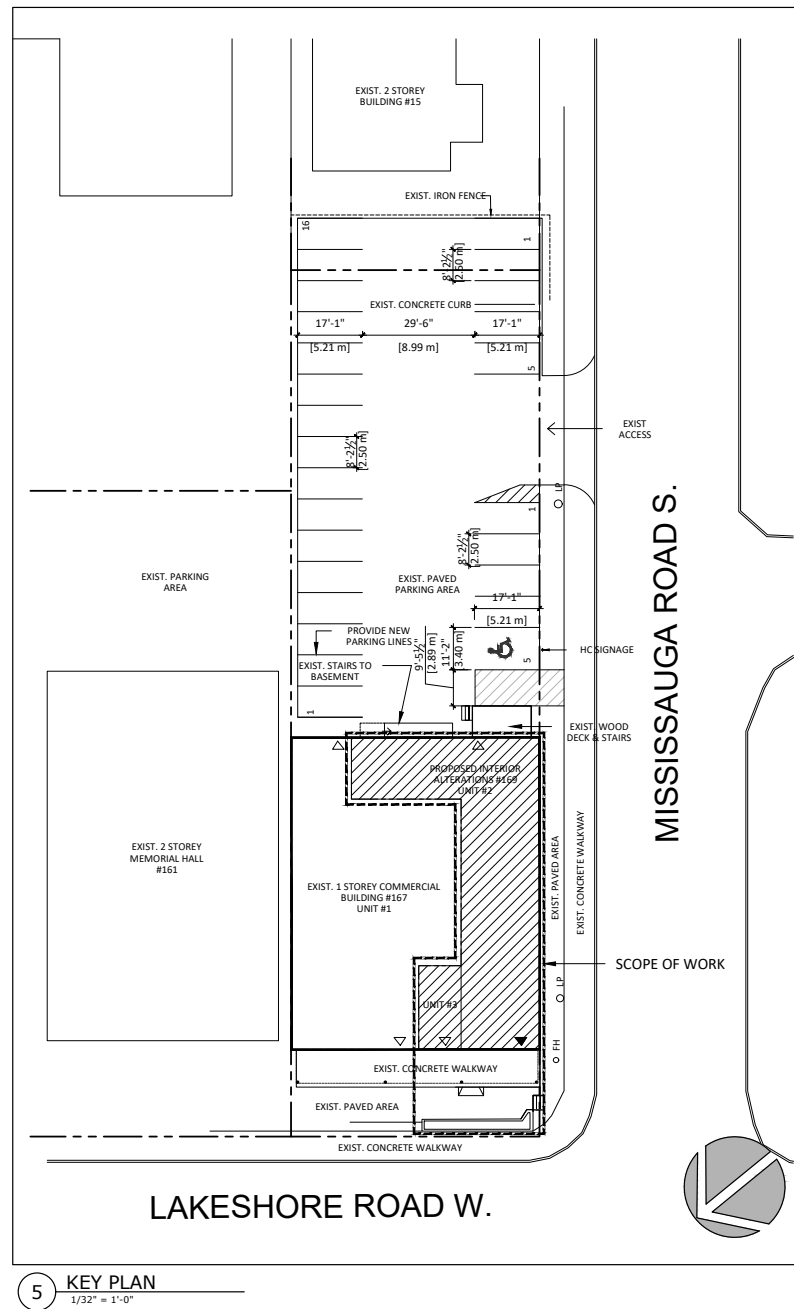 EXIST. 2 STOREY
BUILDING #15
EXIST. IRON FENCE
16
1
8'-2½"
[2.50 m]
EXIST. CONCRETE CURB
17'-1"
29'-6"
17'-1"
[5.21 m]
[8.99 m]
[5.21 m]
5
EXIST
ACCESS
8'-2½"
[2.50 m]
LP
1
8'-2½"
[2.50 m]
EXIST. PARKING
AREA
EXIST. PAVED
PARKING AREA
17'-1"
[5.21 m]
MISSISSAUGA ROAD S.
PROVIDE NEW
PARKING LINES
9'-5½"
[2.89 m]
11'-2"
[3.40 m]
HC SIGNAGE
5
EXIST. STAIRS TO
BASEMENT
1
EXIST. WOOD
DECK & STAIRS
PROPOSED INTERIOR
ALTERATIONS #169
UNIT #2
EXIST. 2 STOREY
MEMORIAL HALL
#161
EXIST. 1 STOREY COMMERCIAL
BUILDING #167
UNIT #1
EXIST. PAVED AREA
EXIST. CONCRETE WALKWAY
SCOPE OF WORK
LP
UNIT #3
FH
EXIST. CONCRETE WALKWAY
EXIST. PAVED AREA
EXIST. CONCRETE WALKWAY
LAKESHORE ROAD W.
5
KEY PLAN
1/32" = 1'-0"